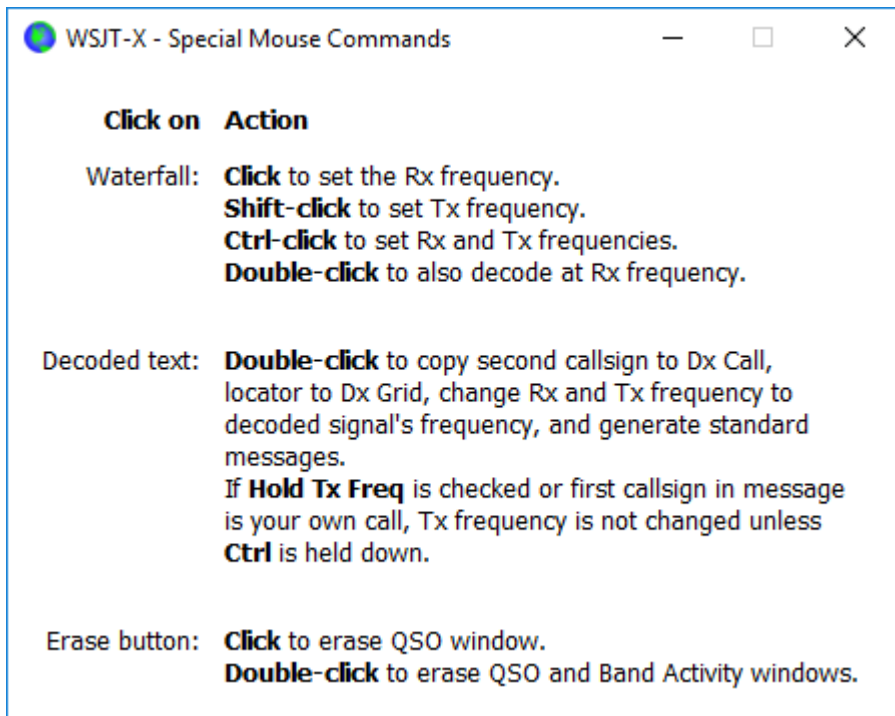 WSJT-X - Special Mouse Commands
Click on Action
Waterfall: Click to set the Rx frequency.
Shift-click to set Tx frequency.
Ctrl-click to set Rx and Tx frequencies.
Double-click to also decode at Rx frequency.
Decoded text: Double-click to copy second callsign to Dx Call,
locator to Dx Grid, change Rx and Tx frequency to
decoded signal's frequency, and generate standard
messages.
If Hold Tx Freq is checked or first callsign in message
is your own call, Tx frequency is not changed unless
Ctrl is held down.
Erase button: Click to erase QSO window.
Double-click to erase QSO and Band Activity windows.